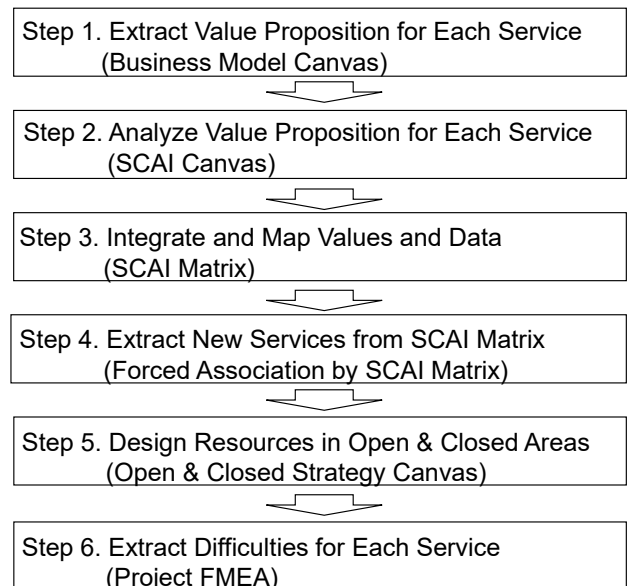 Step 1. Extract Value Proposition for Each Service
(Business Model Canvas)
Step 2. Analyze Value Proposition for Each Service
(SCAI Canvas)
Step 3. Integrate and Map Values and Data
(SCAI Matrix)
Step 4. Extract New Services from SCAI Matrix
(Forced Association by SCAI Matrix)
Step 5. Design Resources in Open & Closed Areas
(Open & Closed Strategy Canvas)
Step 6. Extract Difficulties for Each Service
(Project FMEA)